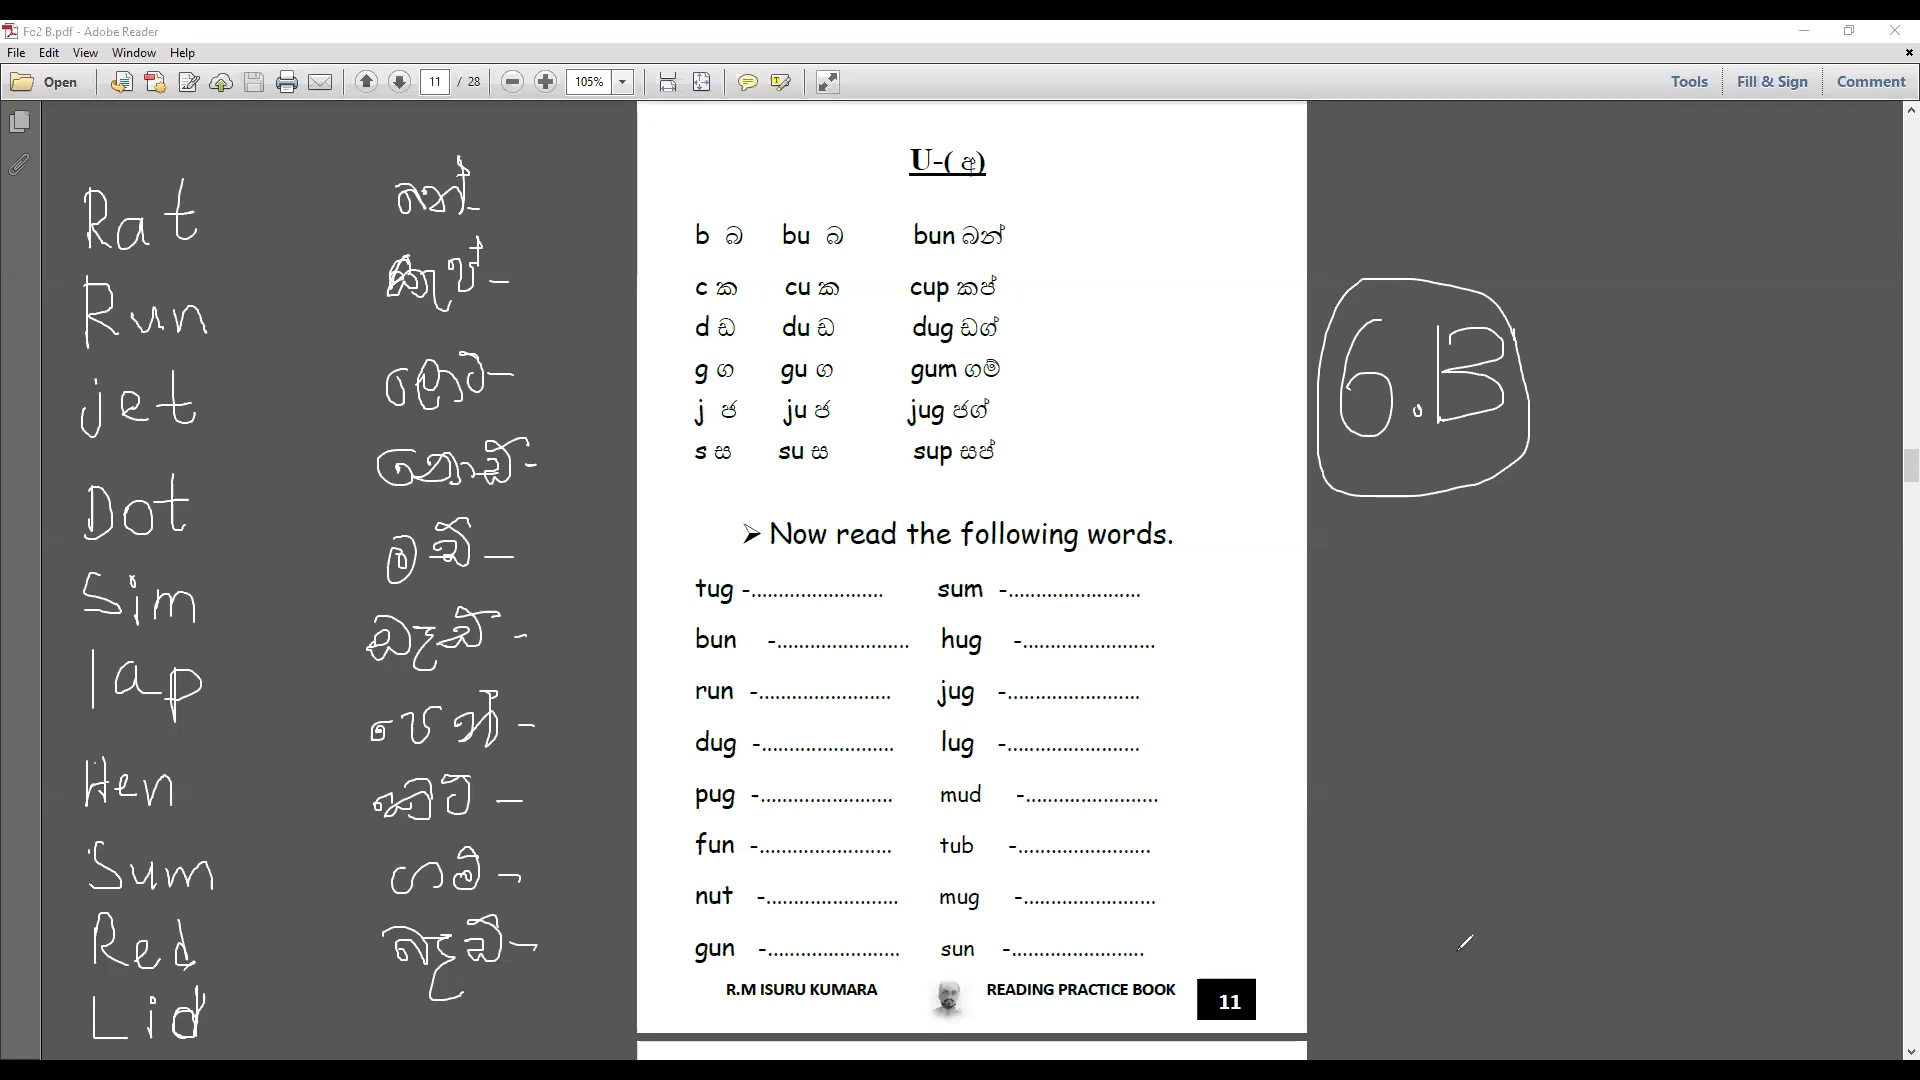 Fo2 B.pdf - Adobe Reader
File Edit View Window Help
Open 11 / 28 105% Tools Fill & Sign Comment
Rat
Run
jet
Dot
Sim
lap
Hen
Sum
Red
Lid
බන්-
කැප්-
පෙන්-
ගම්-
U-( අ)
b බ bu බ bun බන්
c ක cu ක cup කප්
d ඩ du ඩ dug ඩග්
g ග gu ග gum ගම්
j ජ ju ජ jug ජග්
s ස su ස sup සප්
➢ Now read the following words.
tug -........................ sum -........................
bun -........................ hug -........................
run -........................ jug -........................
dug -........................ lug -........................
pug -........................ mud -........................
fun -........................ tub -........................
nut -........................ mug -........................
gun -........................ sun -........................
R.M ISURU KUMARA READING PRACTICE BOOK 11
6.B